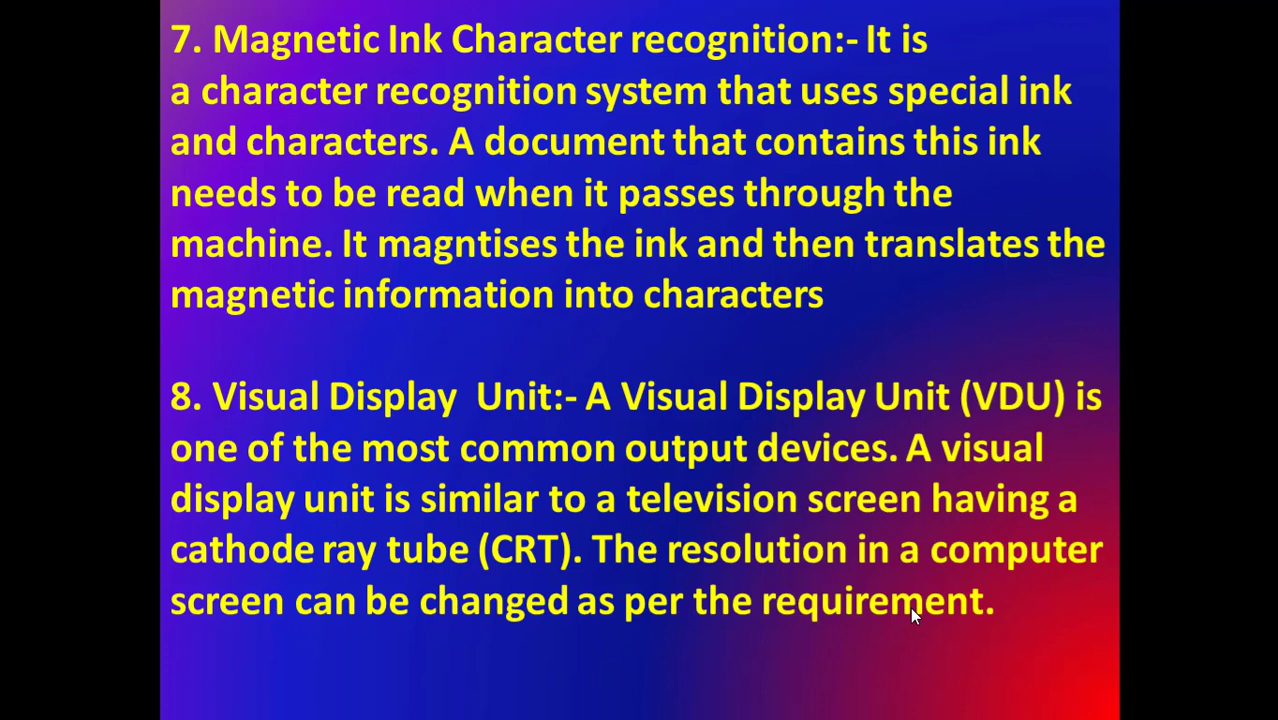 7. Magnetic Ink Character recognition:- It is
a character recognition system that uses special ink
and characters. A document that contains this ink
needs to be read when it passes through the
machine. It magntises the ink and then translates the
magnetic information into characters
8. Visual Display  Unit:- A Visual Display Unit (VDU) is
one of the most common output devices. A visual
display unit is similar to a television screen having a
cathode ray tube (CRT). The resolution in a computer
screen can be changed as per the requirement.